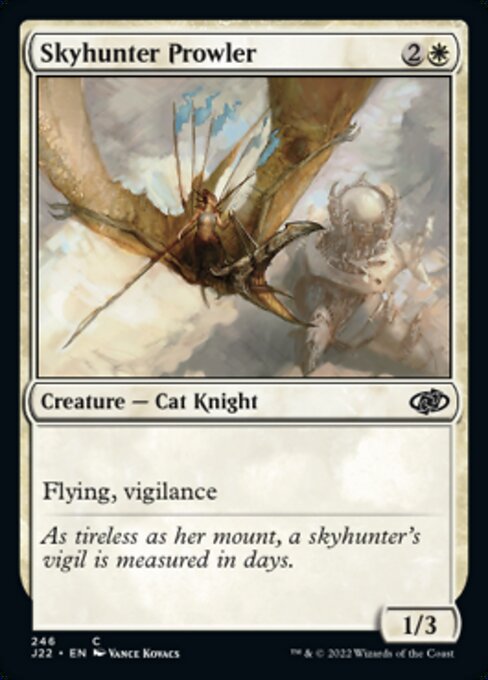 Skyhunter Prowler
2
Creature — Cat Knight
Flying, vigilance
As tireless as her mount, a skyhunter's
vigil is measured in days.
1/3
246 C
J22 • EN Vance Kovacs
™ & © 2022 Wizards of the Coast